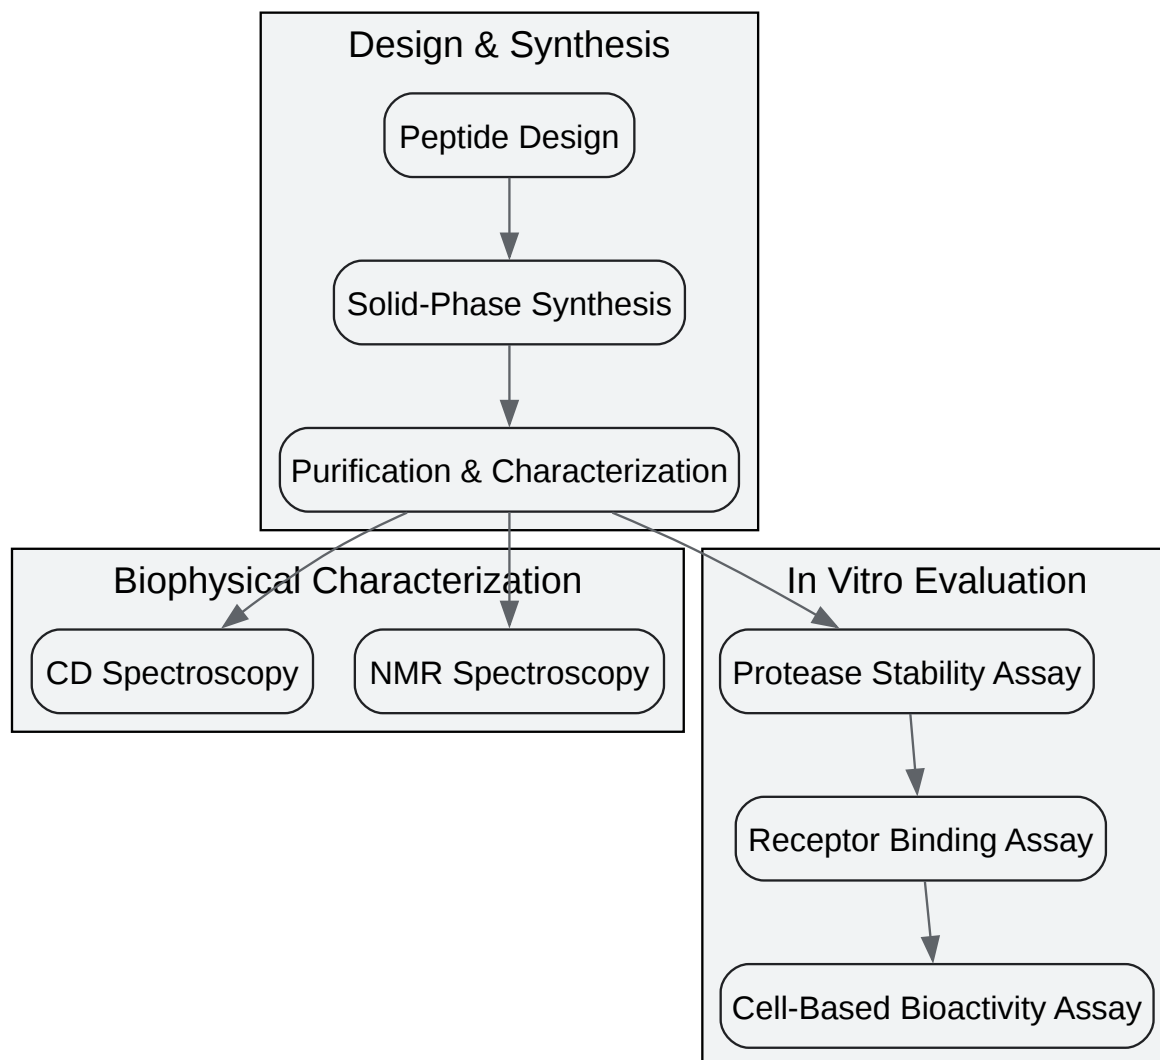 Design & Synthesis
Peptide Design
Solid-Phase Synthesis
Purification & Characterization
Biophysical Characterization
CD Spectroscopy
NMR Spectroscopy
In Vitro Evaluation
Protease Stability Assay
Receptor Binding Assay
Cell-Based Bioactivity Assay